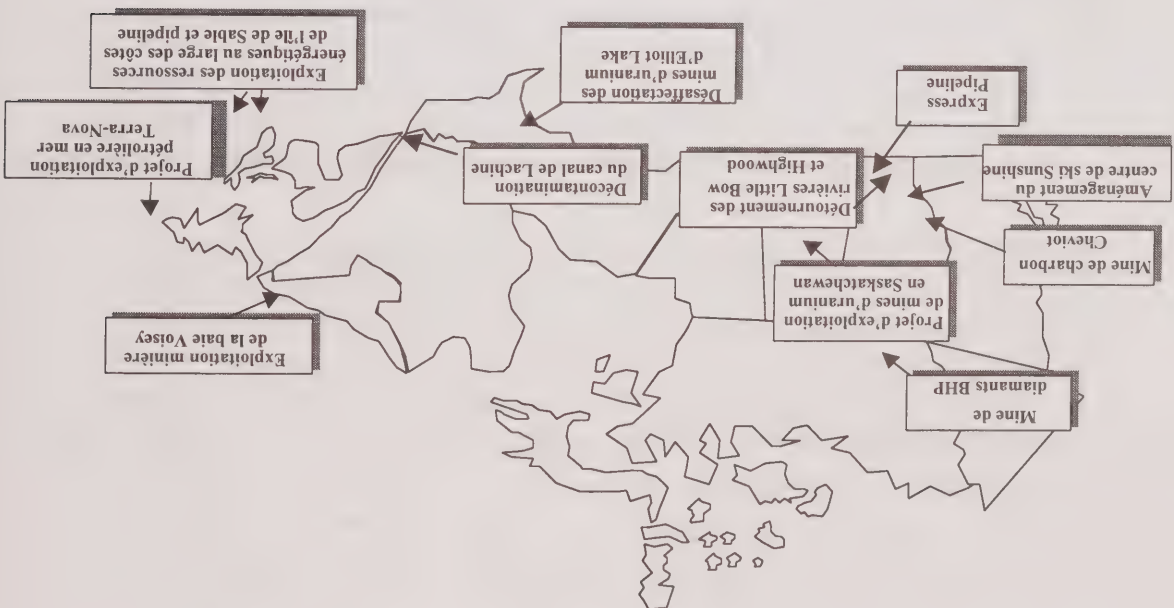 Mine de
diamants BHP
Exploitation minière
de la baie Voisey
Projet d'exploitation
de mines d'uranium
en Saskatchewan
Mine de charbon
Cheviot
Détournement des
rivières Little Bow
et Highwood
Décontamination
du canal de Lachine
Aménagement du
centre de ski Sunshine
Projet d'exploitation
pétrolière en mer
Terra-Nova
Express
Pipeline
Désaffectation des
mines d'uranium
d'Elliot Lake
Exploitation des ressources
énergétiques au large des côtes
de l'île de Sable et pipeline